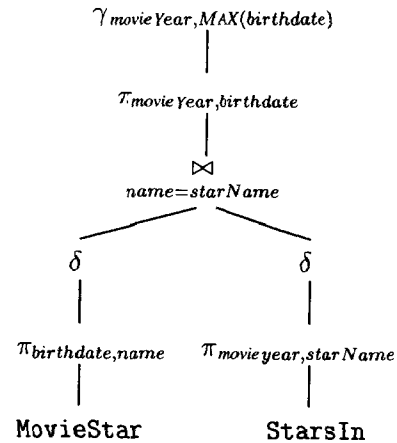 γ movieYear,MAX(birthdate)
π movieYear,birthdate
⋈
name=starName
δ δ
π birthdate,name π movieyear,starName
MovieStar StarsIn